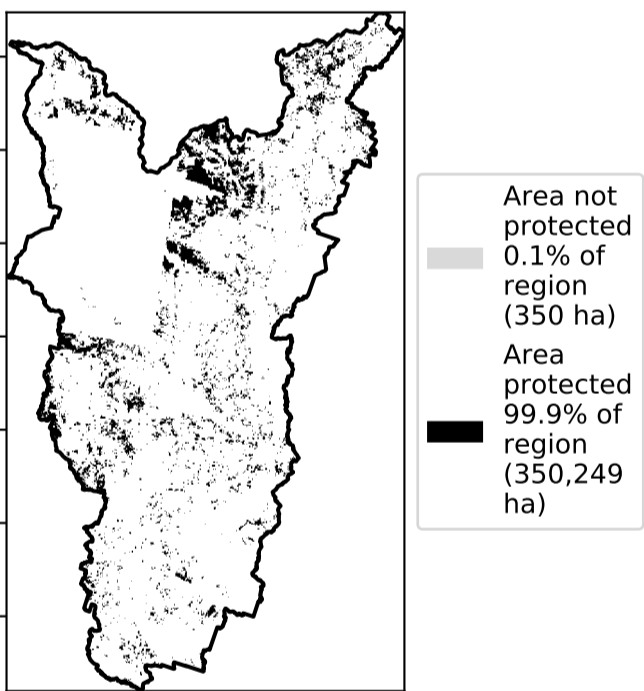 Area not
protected
0.1% of
region
(350 ha)
Area
protected
99.9% of
region
(350,249
ha)